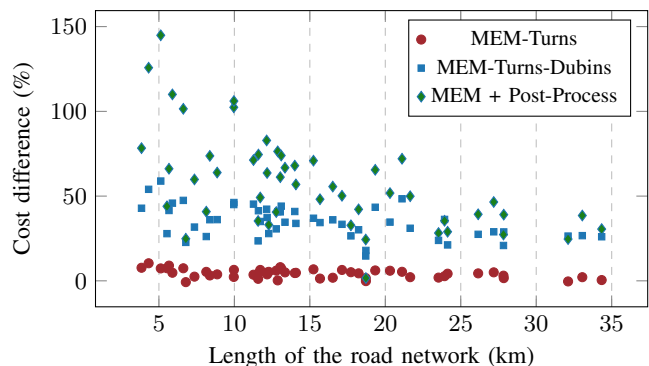 150
100
50
0
Cost difference (%)
MEM-Turns
MEM-Turns-Dubins
MEM + Post-Process
5 10 15 20 25 30 35
Length of the road network (km)